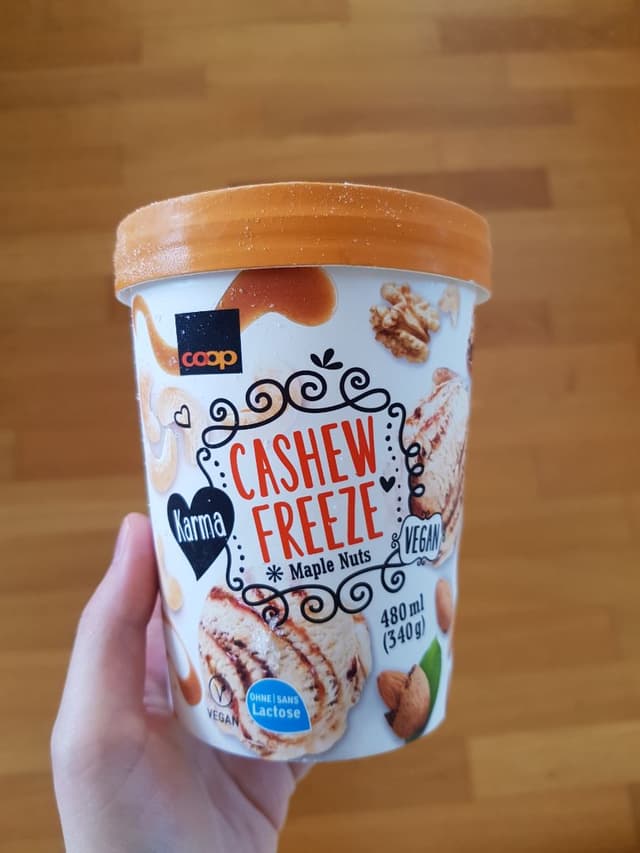 coop
CASHEW
FREEZE
Karma
* Maple Nuts
VEGAN
480 ml
(340 g)
V
VEGAN
OHNE | SANS
Lactose